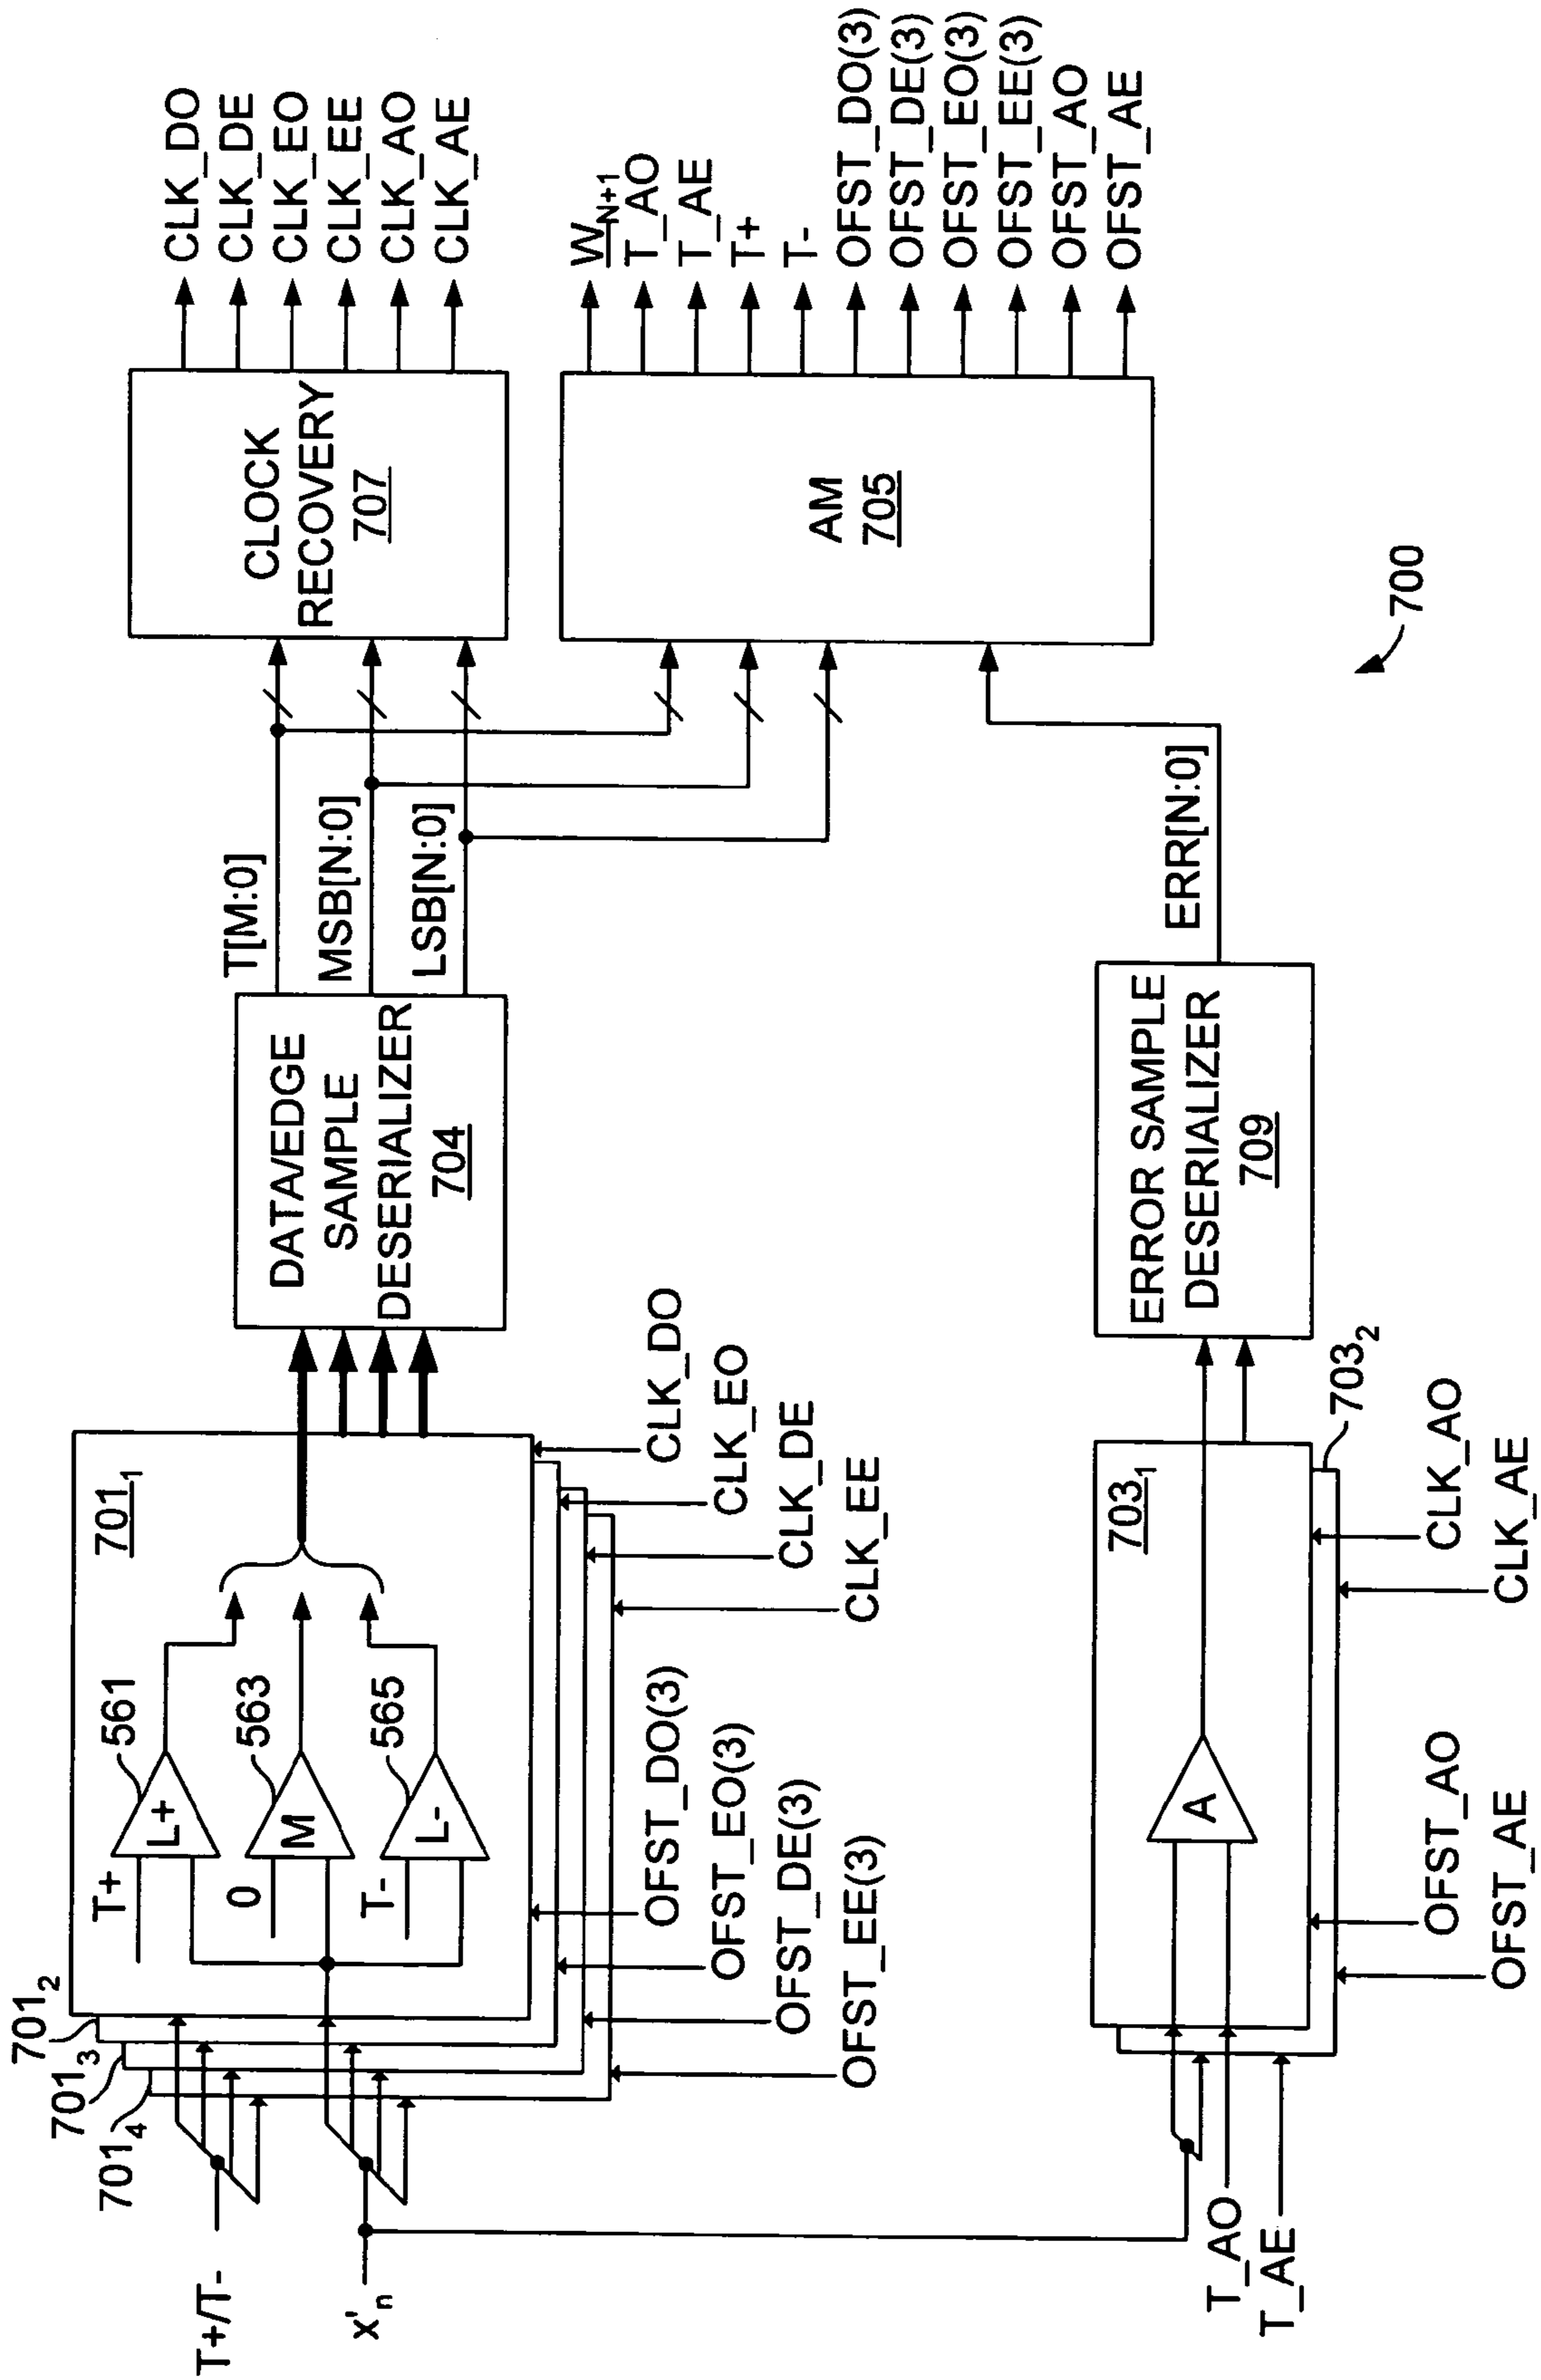 CLK_DO
CLK_DE
CLK_EO
CLK_EE
CLK_AO
CLK_AE
CLOCK
RECOVERY
707
W_N+1
T_AO
T_AE
T+
T-
OFST_DO(3)
OFST_DE(3)
OFST_EO(3)
OFST_EE(3)
OFST_AO
OFST_AE
AM
705
700
T[M:0]
MSB[N:0]
LSB[N:0]
ERR[N:0]
DATA/EDGE
SAMPLE
DESERIALIZER
704
ERROR SAMPLE
DESERIALIZER
709
701₁
701₂
701₃
701₄
T+
L+
561
0
M
563
T-
L-
565
CLK_DO
CLK_EO
CLK_DE
CLK_EE
OFST_DO(3)
OFST_EO(3)
OFST_DE(3)
OFST_EE(3)
T+/T-
x'n
703₁
703₂
A
CLK_AO
CLK_AE
OFST_AO
OFST_AE
T_AO
T_AE